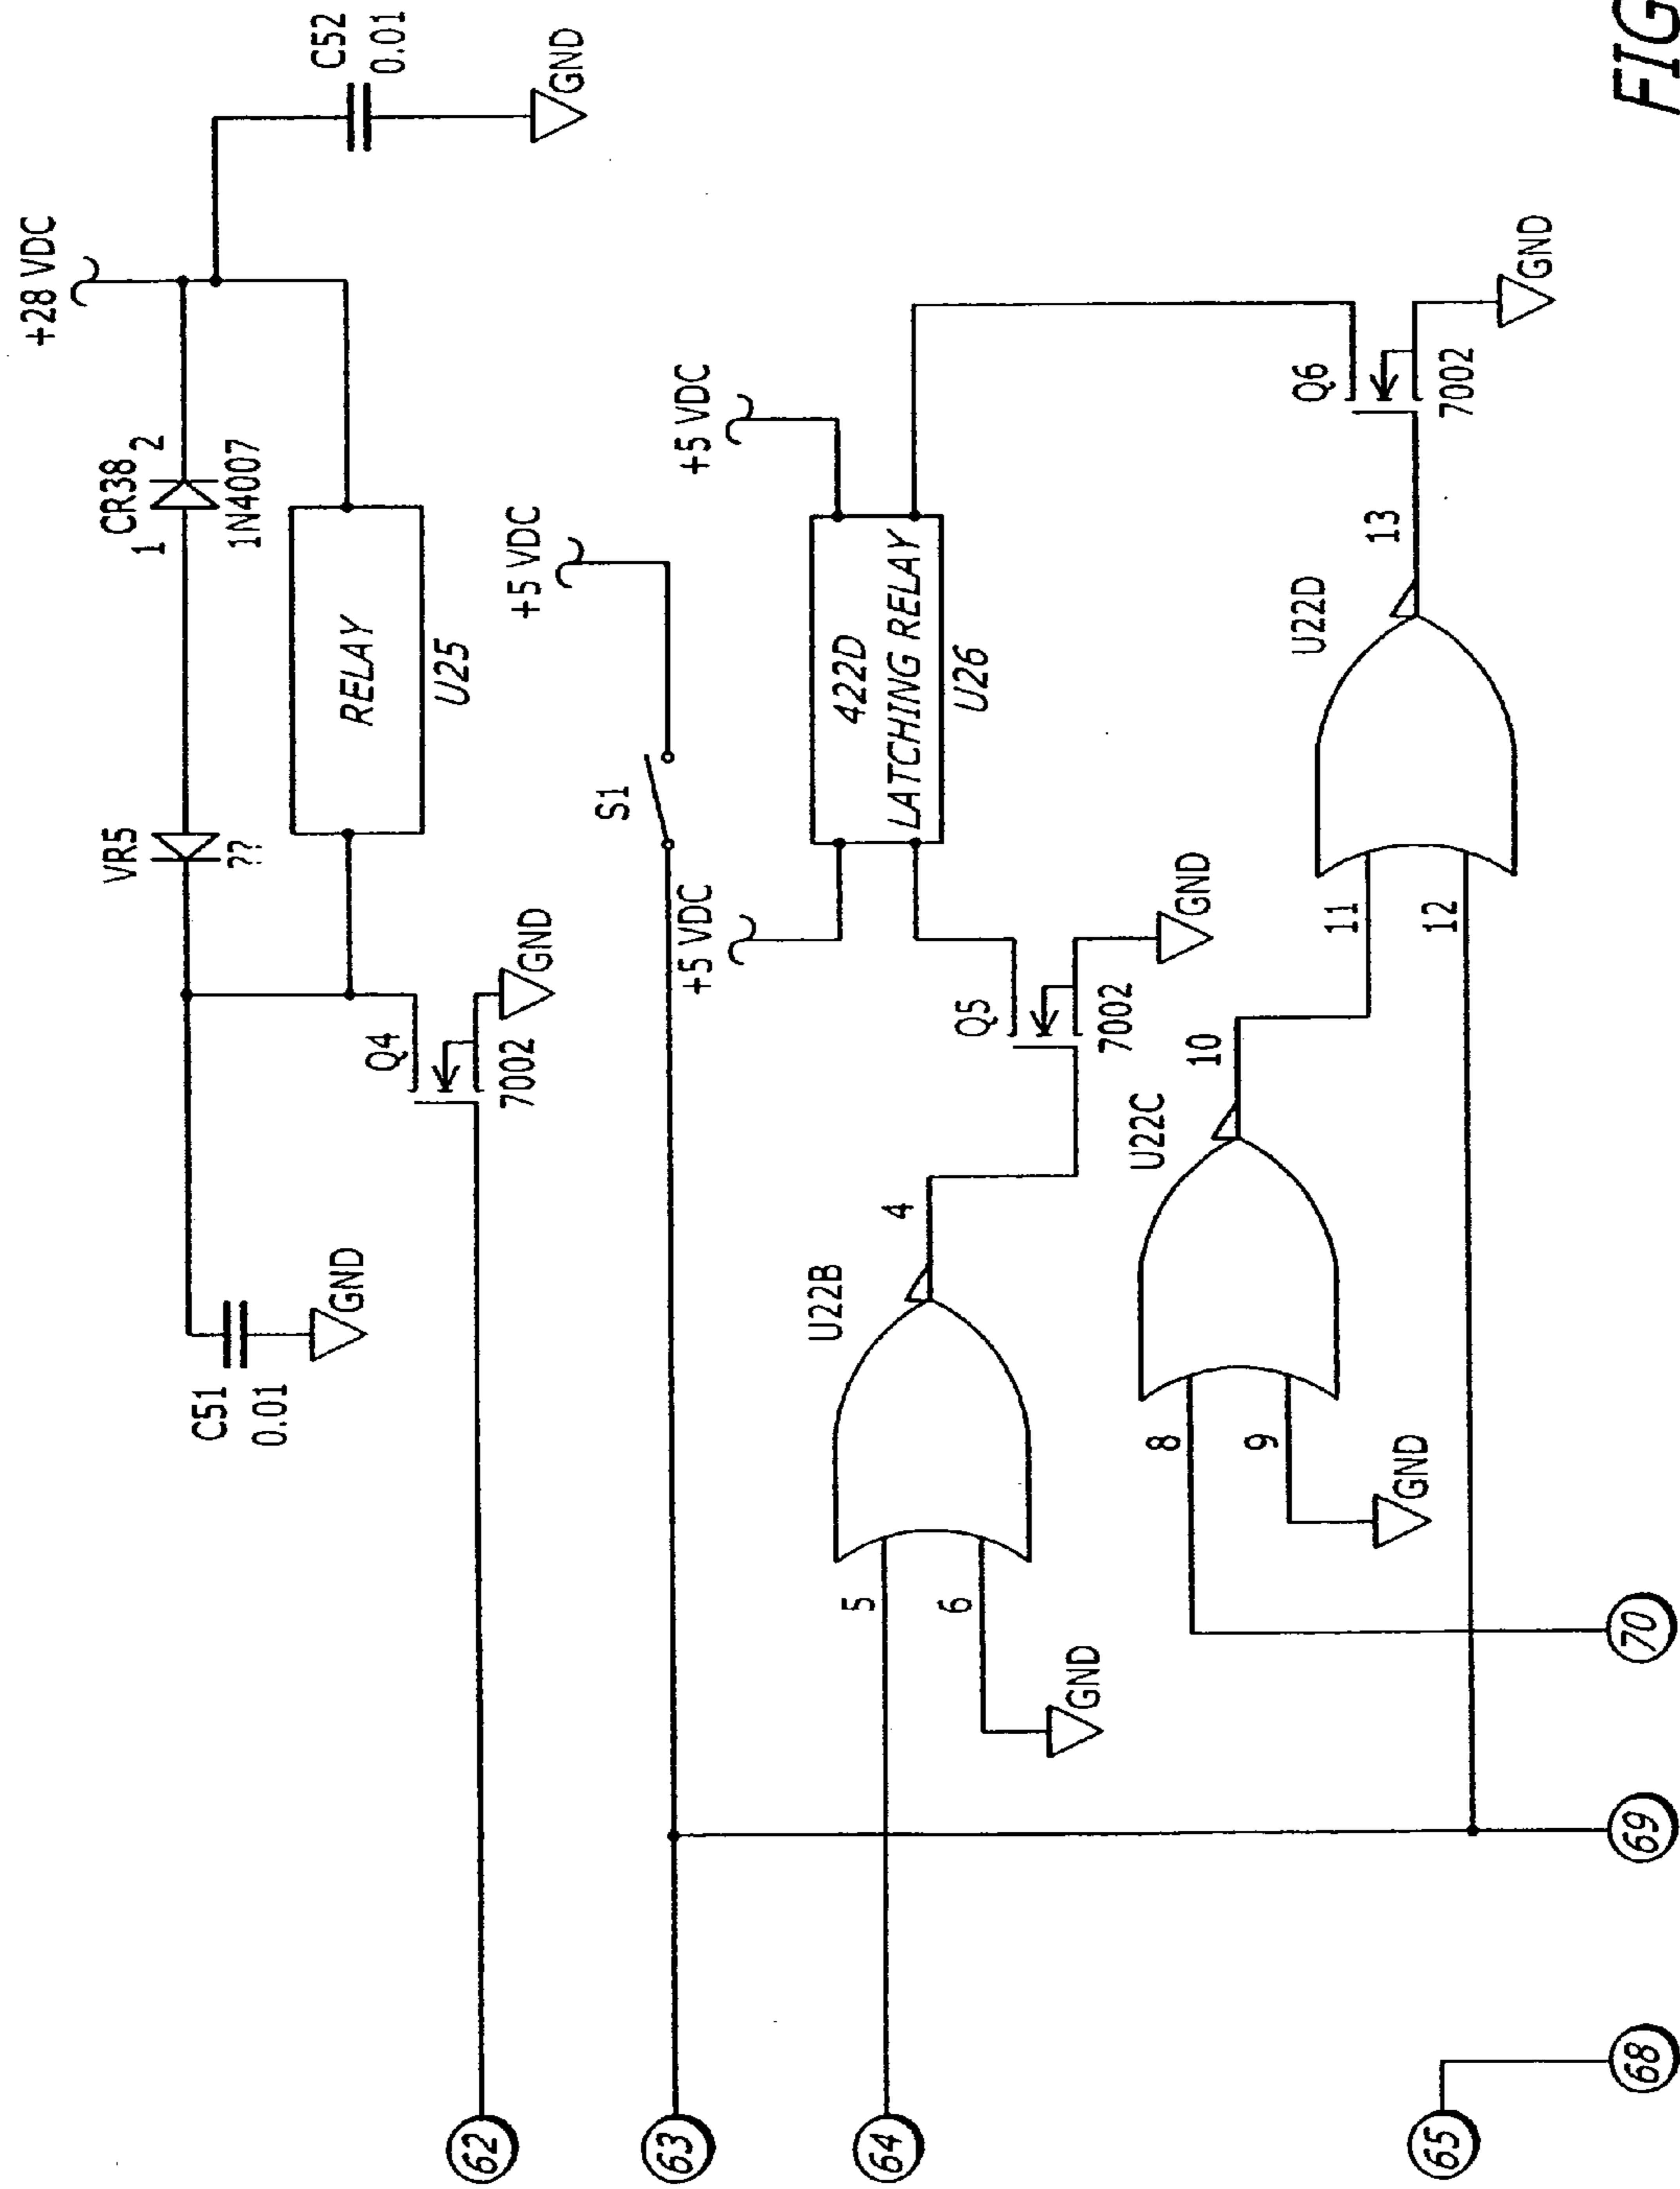 +28 VDC
C52
0.01
GND
CR38
1
2
1N4007
VR5
??
RELAY
U25
C51
0.01
GND
Q4
7002
GND
62
+5 VDC
S1
63
+5 VDC
+5 VDC
422D
LATCHING RELAY
U26
Q5
7002
GND
Q6
7002
GND
U22B
5
6
4
GND
64
U22C
8
9
10
GND
U22D
11
12
13
65
68
69
70
FIG